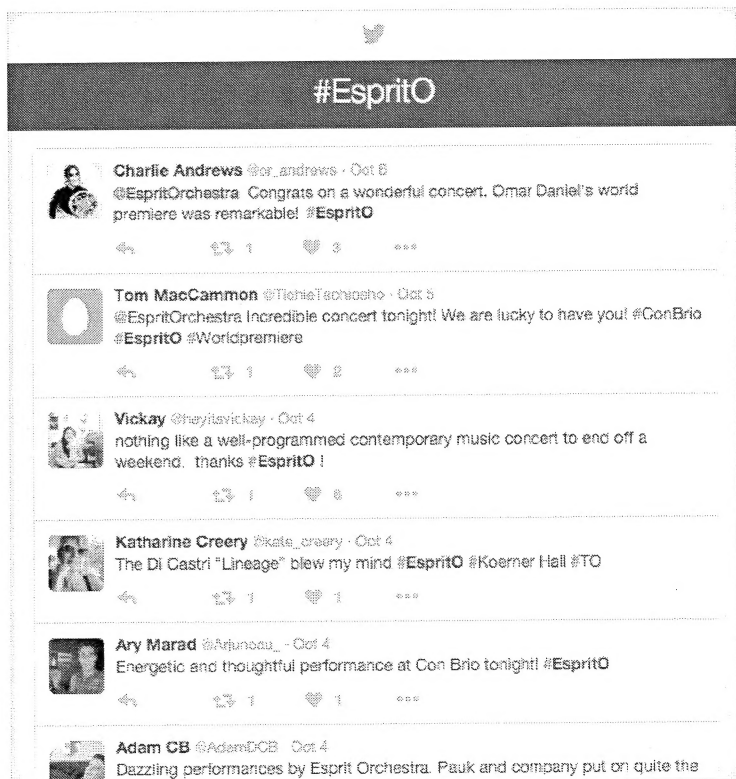 #EspritO
Charlie Andrews @cr_andrews · Oct 6
@EspritOrchestra Congrats on a wonderful concert. Omar Daniel's world
premiere was remarkable! #EspritO
1 3
Tom MacCammon · Oct 5
@EspritOrchestra Incredible concert tonight! We are lucky to have you! #ConBrio
#EspritO #Worldpremiere
1 2
Vickay @heyitsvickay · Oct 4
nothing like a well-programmed contemporary music concert to end off a
weekend. thanks #EspritO !
1 6
Katharine Creery @kate_creery · Oct 4
The Di Castri "Lineage" blew my mind #EspritO #Koerner Hall #TO
1 1
Ary Marad · Oct 4
Energetic and thoughtful performance at Con Brio tonight! #EspritO
1 1
Adam CB @AdamDCB Oct 4
Dazzling performances by Esprit Orchestra. Pauk and company put on quite the